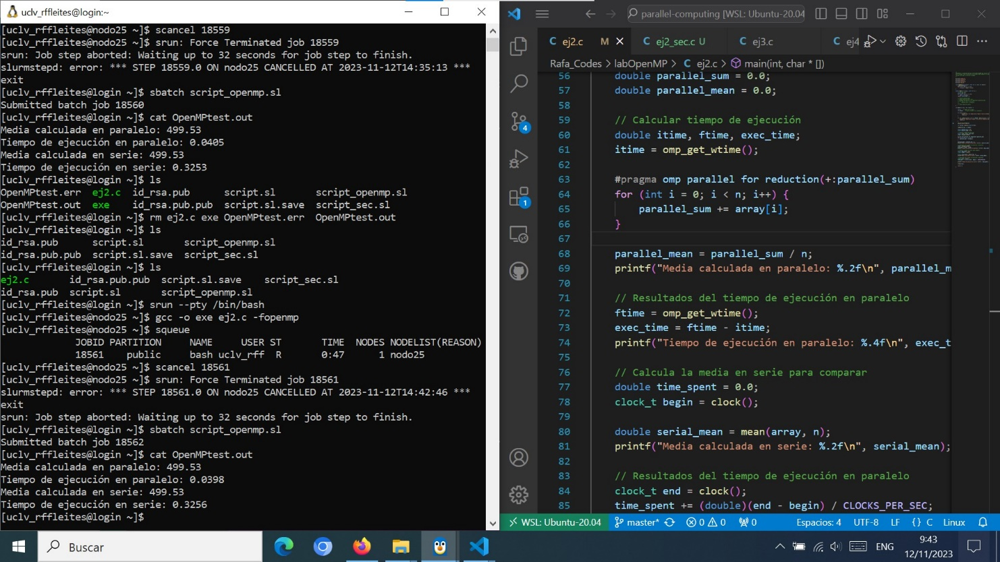 uclv_rffleites@login:~
[uclv_rffleites@nodo25 ~]$ scancel 18559
[uclv_rffleites@nodo25 ~]$ srun: Force Terminated job 18559
srun: Job step aborted: Waiting up to 32 seconds for job step to finish.
slurmstepd: error: *** STEP 18559.0 ON nodo25 CANCELLED AT 2023-11-12T14:35:13 ***
exit
[uclv_rffleites@login ~]$ sbatch script_openmp.sl
Submitted batch job 18560
[uclv_rffleites@login ~]$ cat OpenMPtest.out
Media calculada en paralelo: 499.53
Tiempo de ejecución en paralelo: 0.0405
Media calculada en serie: 499.53
Tiempo de ejecución en serie: 0.3253
[uclv_rffleites@login ~]$ ls
OpenMPtest.err  ej2.c  id_rsa.pub      script.sl       script_openmp.sl
OpenMPtest.out  exe    id_rsa.pub.pub  script.sl.save  script_sec.sl
[uclv_rffleites@login ~]$ rm ej2.c exe OpenMPtest.err  OpenMPtest.out
[uclv_rffleites@login ~]$ ls
id_rsa.pub      script.sl       script_openmp.sl
id_rsa.pub.pub  script.sl.save  script_sec.sl
[uclv_rffleites@login ~]$ ls
ej2.c       id_rsa.pub.pub  script.sl.save    script_sec.sl
id_rsa.pub  script.sl       script_openmp.sl
[uclv_rffleites@login ~]$ srun --pty /bin/bash
[uclv_rffleites@nodo25 ~]$ gcc -o exe ej2.c -fopenmp
[uclv_rffleites@nodo25 ~]$ squeue
JOBID PARTITION     NAME     USER ST       TIME  NODES NODELIST(REASON)
18561    public     bash uclv_rff  R       0:47      1 nodo25
[uclv_rffleites@nodo25 ~]$ scancel 18561
[uclv_rffleites@nodo25 ~]$ srun: Force Terminated job 18561
slurmstepd: error: *** STEP 18561.0 ON nodo25 CANCELLED AT 2023-11-12T14:42:46 ***
exit
srun: Job step aborted: Waiting up to 32 seconds for job step to finish.
[uclv_rffleites@login ~]$ sbatch script_openmp.sl
Submitted batch job 18562
[uclv_rffleites@login ~]$ cat OpenMPtest.out
Media calculada en paralelo: 499.53
Tiempo de ejecución en paralelo: 0.0398
Media calculada en serie: 499.53
Tiempo de ejecución en serie: 0.3256
[uclv_rffleites@login ~]$
parallel-computing [WSL: Ubuntu-20.04
C ej2.c M C ej2_sec.c U C ej3.c C ej4
Rafa_Codes > labOpenMP > C ej2.c > main(int, char * [])
56 double parallel_sum = 0.0;
57 double parallel_mean = 0.0;
58
59 // Calcular tiempo de ejecución
60 double itime, ftime, exec_time;
61 itime = omp_get_wtime();
62
63 #pragma omp parallel for reduction(+:parallel_sum)
64 for (int i = 0; i < n; i++) {
65 parallel_sum += array[i];
66 }
67
68 parallel_mean = parallel_sum / n;
69 printf("Media calculada en paralelo: %.2f\n", parallel_m
70
71 // Resultados del tiempo de ejecución en paralelo
72 ftime = omp_get_wtime();
73 exec_time = ftime - itime;
74 printf("Tiempo de ejecución en paralelo: %.4f\n", exec_t
75
76 // Calcula la media en serie para comparar
77 double time_spent = 0.0;
78 clock_t begin = clock();
79
80 double serial_mean = mean(array, n);
81 printf("Media calculada en serie: %.2f\n", serial_mean);
82
83 // Resultados del tiempo de ejecución en paralelo
84 clock_t end = clock();
85 time_spent += (double)(end - begin) / CLOCKS_PER_SEC;
4
1
WSL: Ubuntu-20.04 master* 0 0 0 Espacios: 4 UTF-8 LF {} C Linux
Buscar
ENG
9:43
12/11/2023